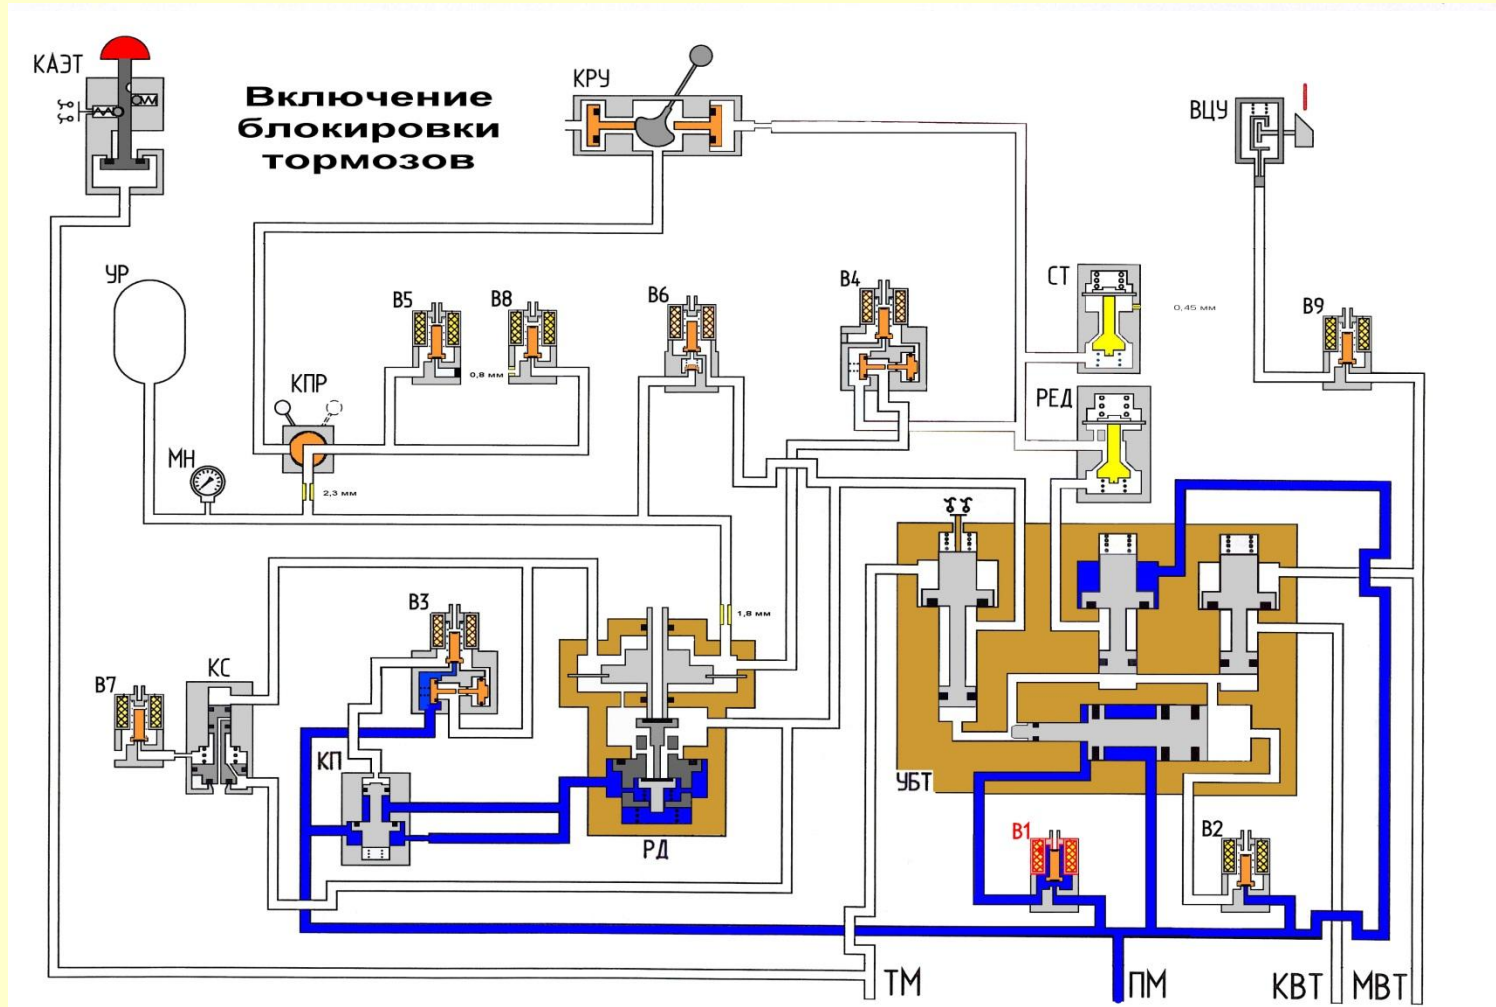 КАЭТ
Включение
блокировки
тормозов
КРУ
ВЦУ
УР
В5
В8
В6
В4
СТ
0,45 мм
В9
0,8 мм
КПР
РЕД
МН
2,3 мм
В3
1,8 мм
КС
В7
КП
РД
УБТ
В1
В2
ТМ
ПМ
КВТ
МВТ